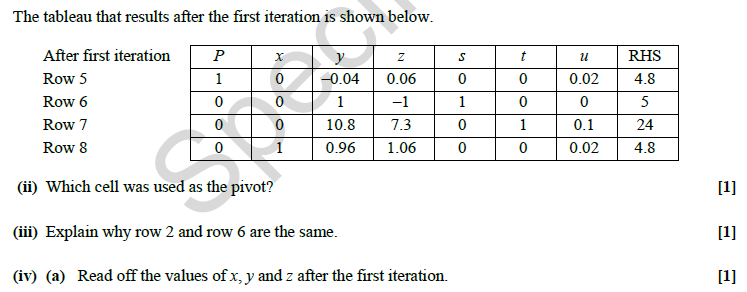 The tableau that results after the first iteration is shown below.
After first iteration P x y z s t u RHS
Row 5 1 0 –0.04 0.06 0 0 0.02 4.8
Row 6 0 0 1 –1 1 0 0 5
Row 7 0 0 10.8 7.3 0 1 0.1 24
Row 8 0 1 0.96 1.06 0 0 0.02 4.8
(ii) Which cell was used as the pivot? [1]
(iii) Explain why row 2 and row 6 are the same. [1]
(iv) (a) Read off the values of x, y and z after the first iteration. [1]